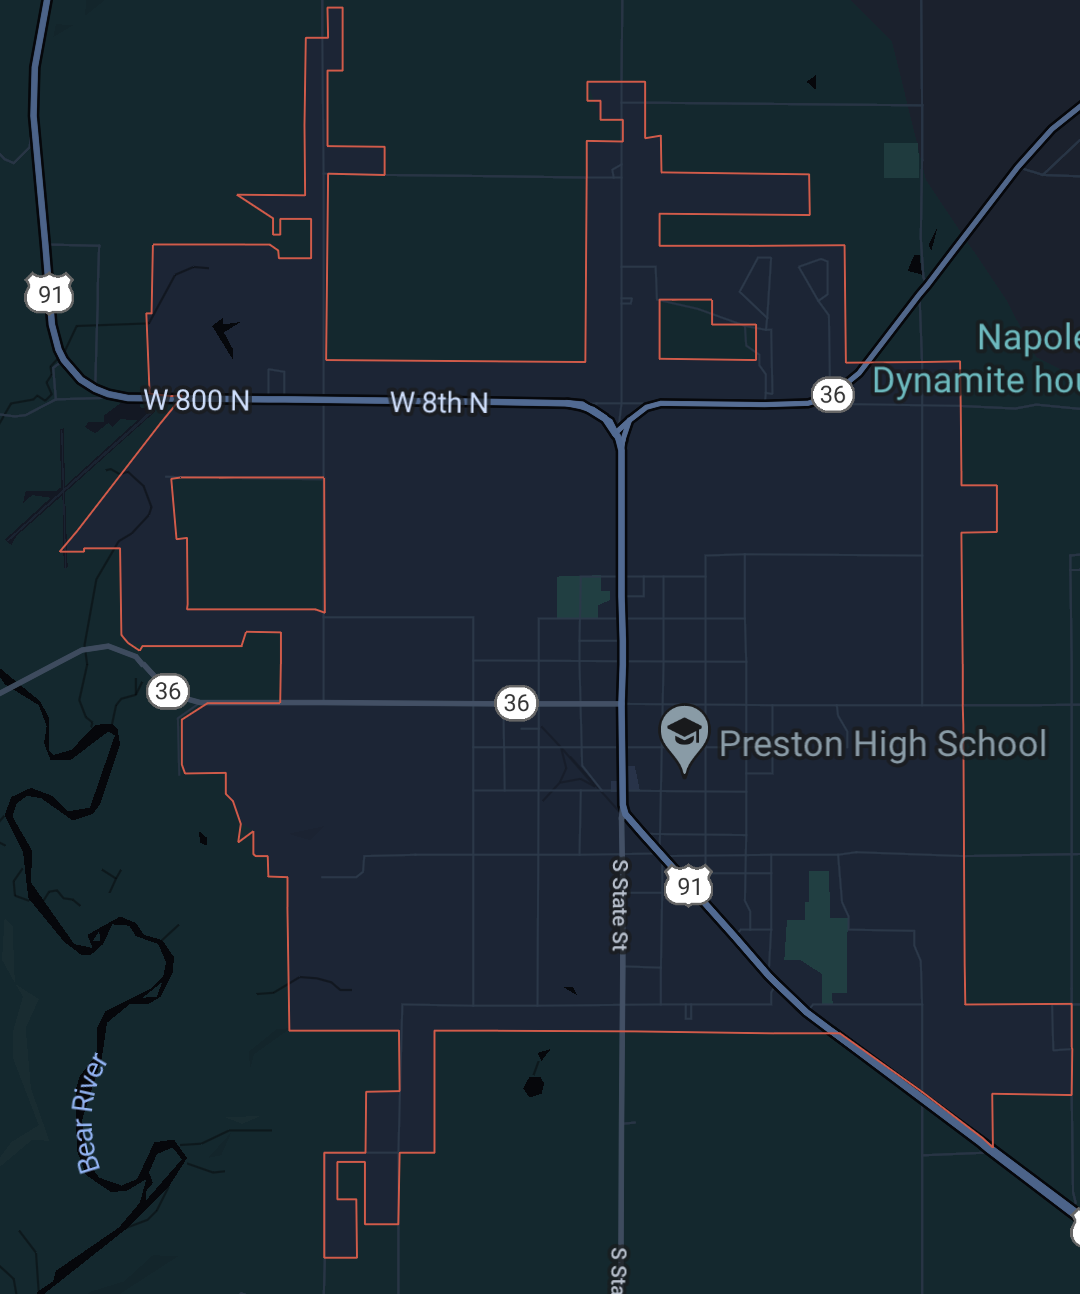 91
Napole
Dynamite hou
36
W 800 N
W 8th N
36
36
Preston High School
91
S State St
Bear River
S Sta